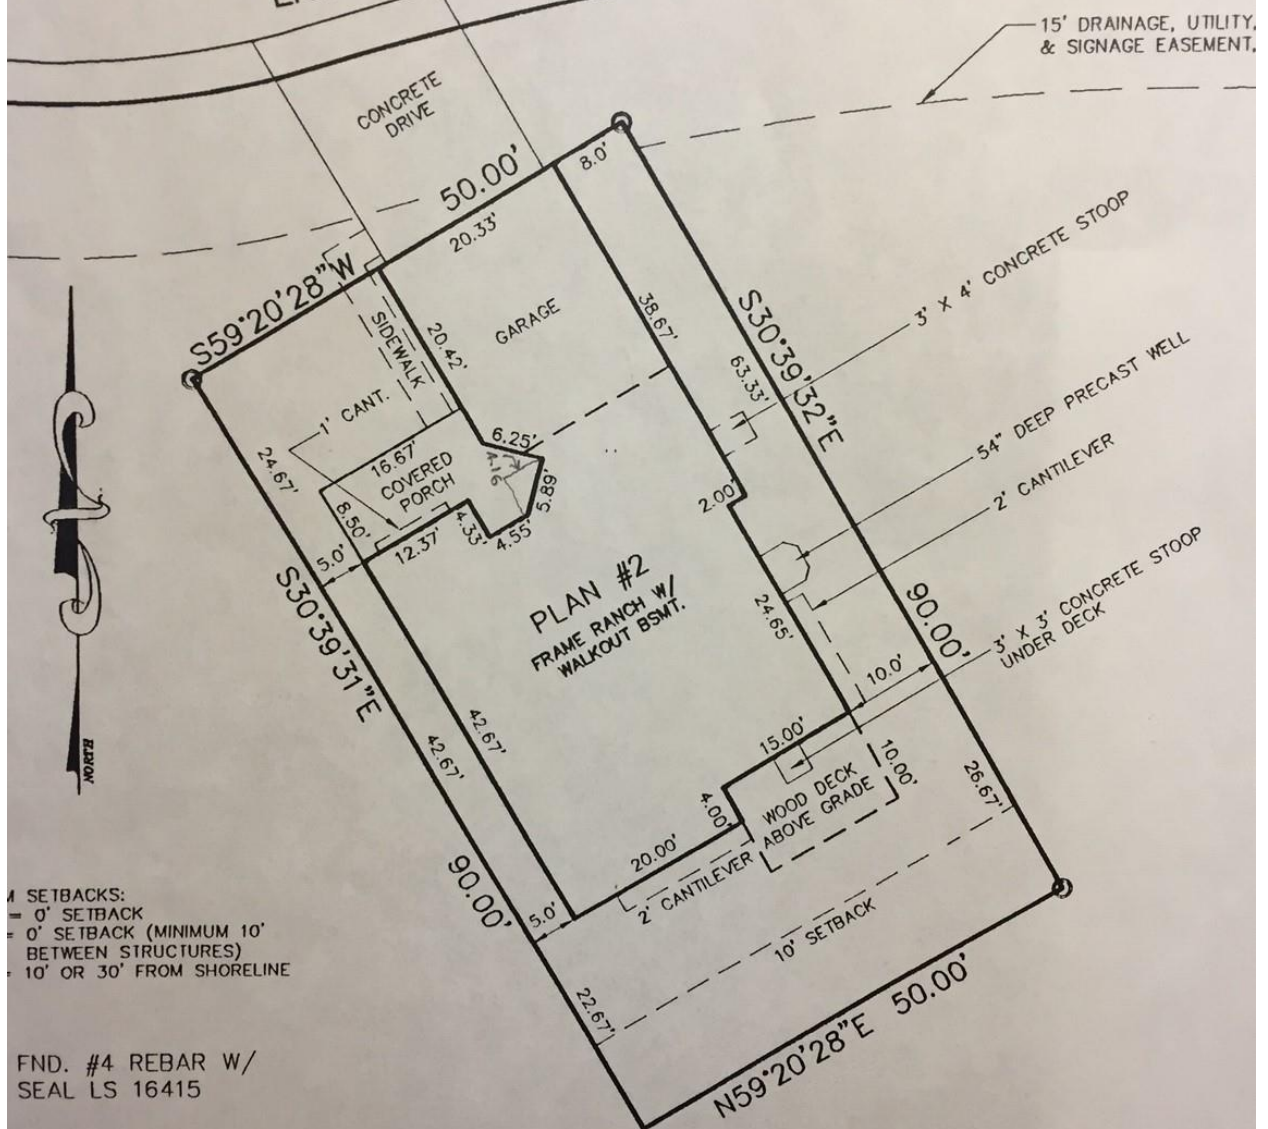 15' DRAINAGE, UTILITY,
& SIGNAGE EASEMENT,
CONCRETE
DRIVE
8.0'
50.00'
20.33'
S59°20'28"W
GARAGE
38.67'
3' X 4' CONCRETE STOOP
S30°39'32"E
63.33'
SIDEWALK
20.42'
1' CANT.
54" DEEP PRECAST WELL
2' CANTILEVER
6.25'
4.16
5.89'
16.67'
COVERED
PORCH
24.67'
8.50'
4.33'
4.55'
12.37'
5.0'
2.00'
S30°39'31"E
PLAN #2
FRAME RANCH W/
WALKOUT BSMT.
24.65'
90.00'
3' X 3' CONCRETE STOOP
UNDER DECK
10.0'
42.67'
42.67'
15.00'
10.00'
26.67'
NORTH
4.00'
WOOD DECK
ABOVE GRADE
20.00'
2' CANTILEVER
90.00'
5.0'
10' SETBACK
SETBACKS:
= 0' SETBACK
= 0' SETBACK (MINIMUM 10'
BETWEEN STRUCTURES)
= 10' OR 30' FROM SHORELINE
22.67'
N59°20'28"E 50.00'
FND. #4 REBAR W/
SEAL LS 16415